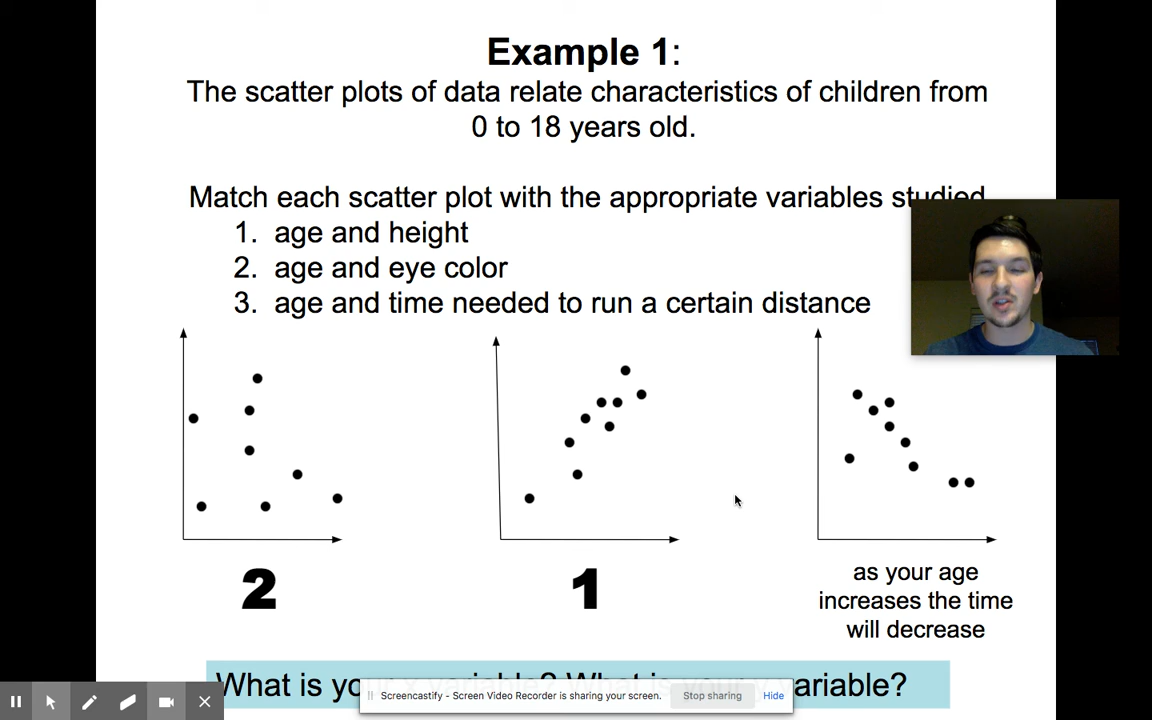 Example 1:
The scatter plots of data relate characteristics of children from
0 to 18 years old.
Match each scatter plot with the appropriate variables studied
1. age and height
2. age and eye color
3. age and time needed to run a certain distance
2
1
as your age
increases the time
will decrease
What is your variable? What is your variable?
Screencastify - Screen Video Recorder is sharing your screen.
Stop sharing
Hide